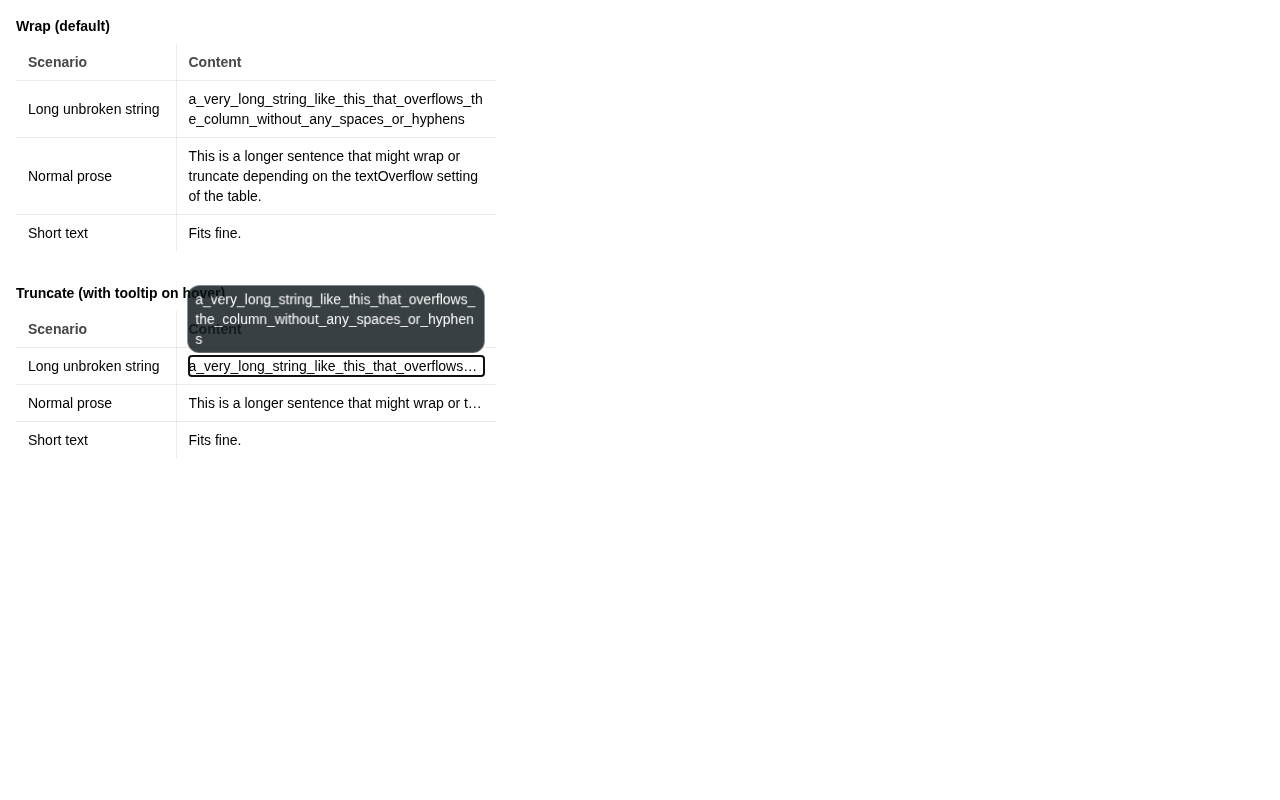 Wrap (default)
Scenario Content
Long unbroken string a_very_long_string_like_this_that_overflows_th
e_column_without_any_spaces_or_hyphens
Normal prose This is a longer sentence that might wrap or
truncate depending on the textOverflow setting
of the table.
Short text Fits fine.
Truncate (with tooltip on hover)
a_very_long_string_like_this_that_overflows_
the_column_without_any_spaces_or_hyphen
s
Scenario Content
Long unbroken string a_very_long_string_like_this_that_overflows…
Normal prose This is a longer sentence that might wrap or t…
Short text Fits fine.